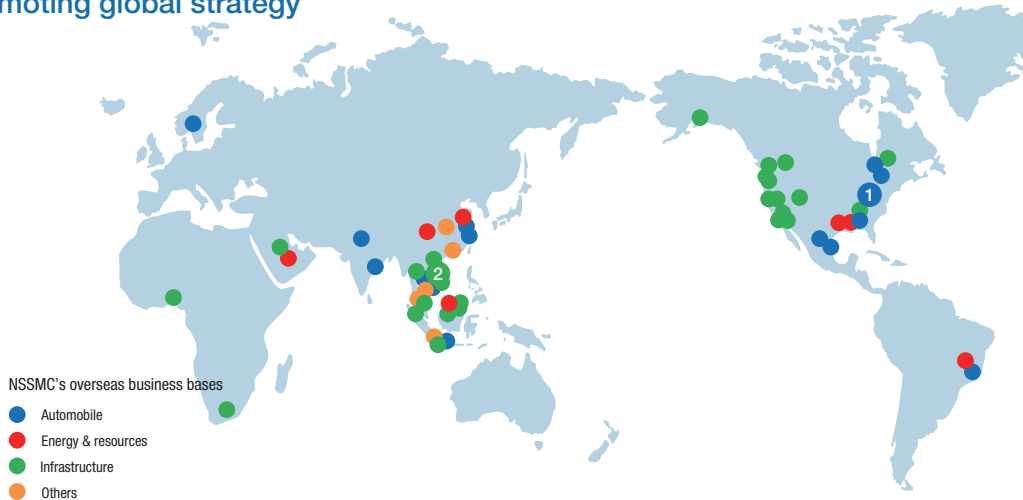 moting global strategy
1
2
NSSMC's overseas business bases
Automobile
Energy & resources
Infrastructure
Others